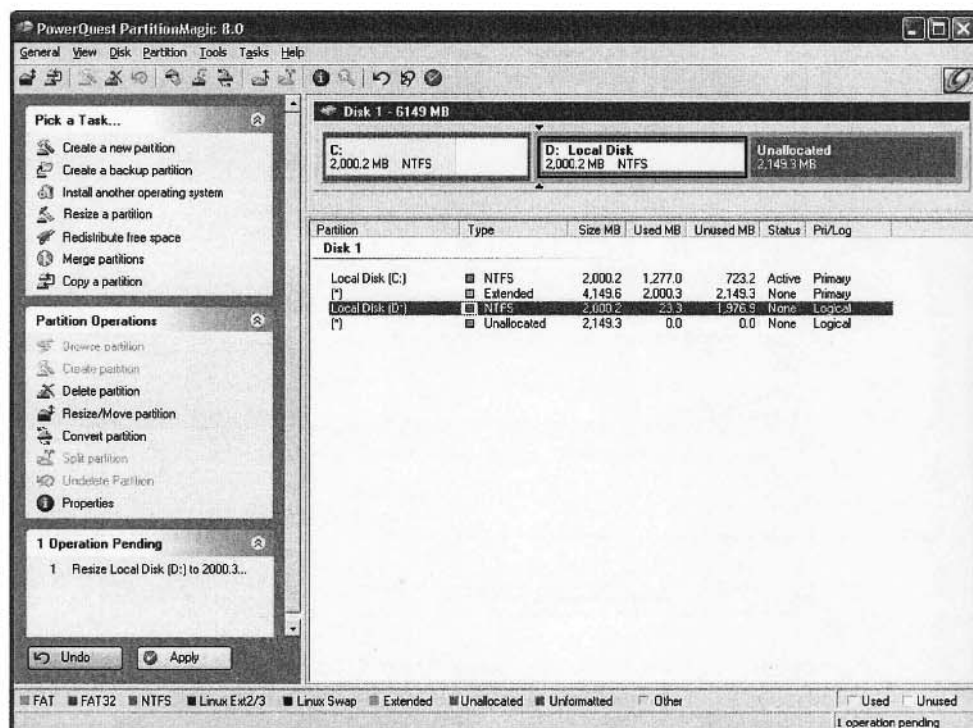 PowerQuest PartitionMagic 8.0
General View Disk Partition Tools Tasks Help
Pick a Task...
Create a new partition
Create a backup partition
Install another operating system
Resize a partition
Redistribute free space
Merge partitions
Copy a partition
Partition Operations
Browse partition
Create partition
Delete partition
Resize/Move partition
Convert partition
Split partition
Undelete Partition
Properties
1 Operation Pending
1 Resize Local Disk (D:) to 2000.3...
Undo Apply
Disk 1 - 6149 MB
C:
2,000.2 MB NTFS
D: Local Disk
2,000.2 MB NTFS
Unallocated
2,149.3 MB
Partition Type Size MB Used MB Unused MB Status Pri/Log
Disk 1
Local Disk (C:) NTFS 2,000.2 1,277.0 723.2 Active Primary
(*) Extended 4,149.6 2,000.3 2,149.3 None Primary
Local Disk (D:) NTFS 2,000.2 23.3 1,976.9 None Logical
(*) Unallocated 2,149.3 0.0 0.0 None Logical
FAT FAT32 NTFS Linux Ext2/3 Linux Swap Extended Unallocated Unformatted Other Used Unused
1 operation pending